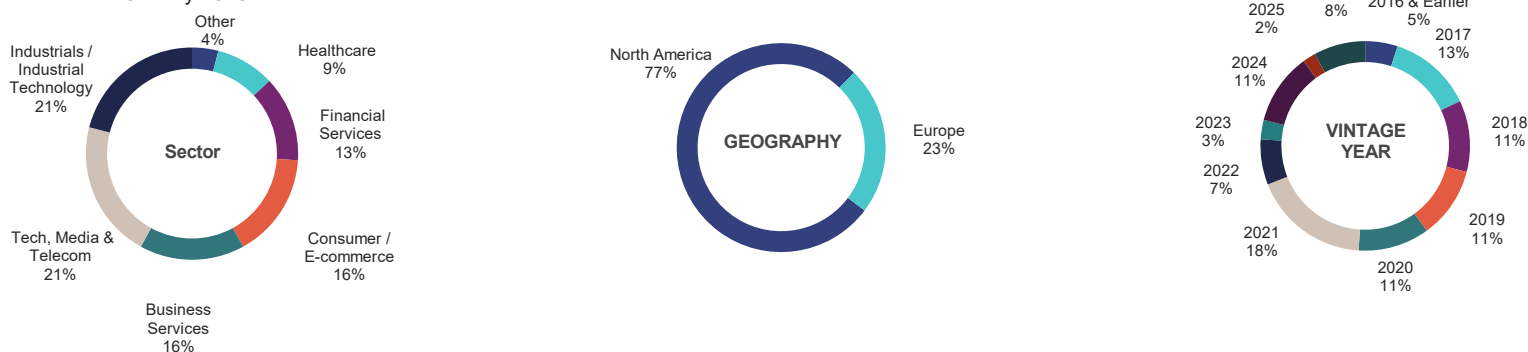 Other
4%
Healthcare
9%
Financial
Services
13%
Consumer /
E-commerce
16%
Business
Services
16%
Tech, Media &
Telecom
21%
Industrials /
Industrial
Technology
21%
Sector
North America
77%
Europe
23%
GEOGRAPHY
2016 & Earlier
5%
2017
13%
2018
11%
2019
11%
2020
11%
2021
18%
2022
7%
2023
3%
2024
11%
2025
2%
8%
VINTAGE
YEAR